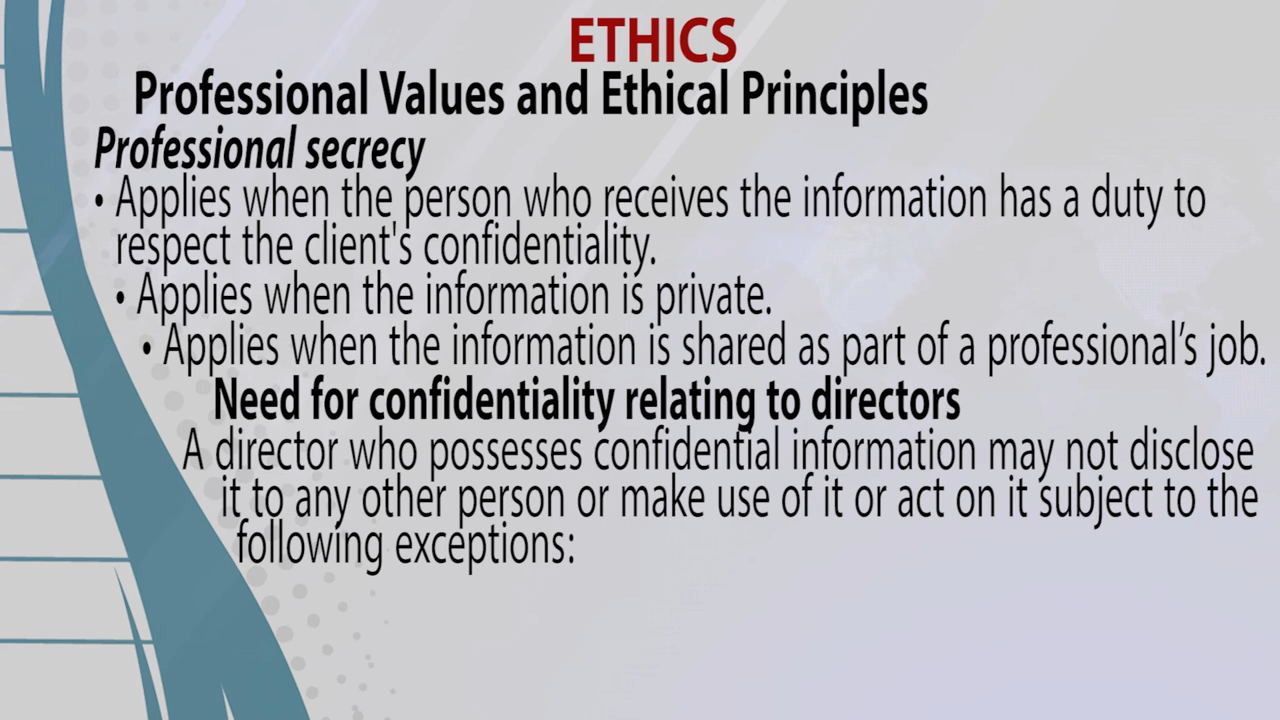 ETHICS
Professional Values and Ethical Principles
Professional secrecy
• Applies when the person who receives the information has a duty to
respect the client's confidentiality.
• Applies when the information is private.
• Applies when the information is shared as part of a professional’s job.
Need for confidentiality relating to directors
A director who possesses confidential information may not disclose
it to any other person or make use of it or act on it subject to the
following exceptions: